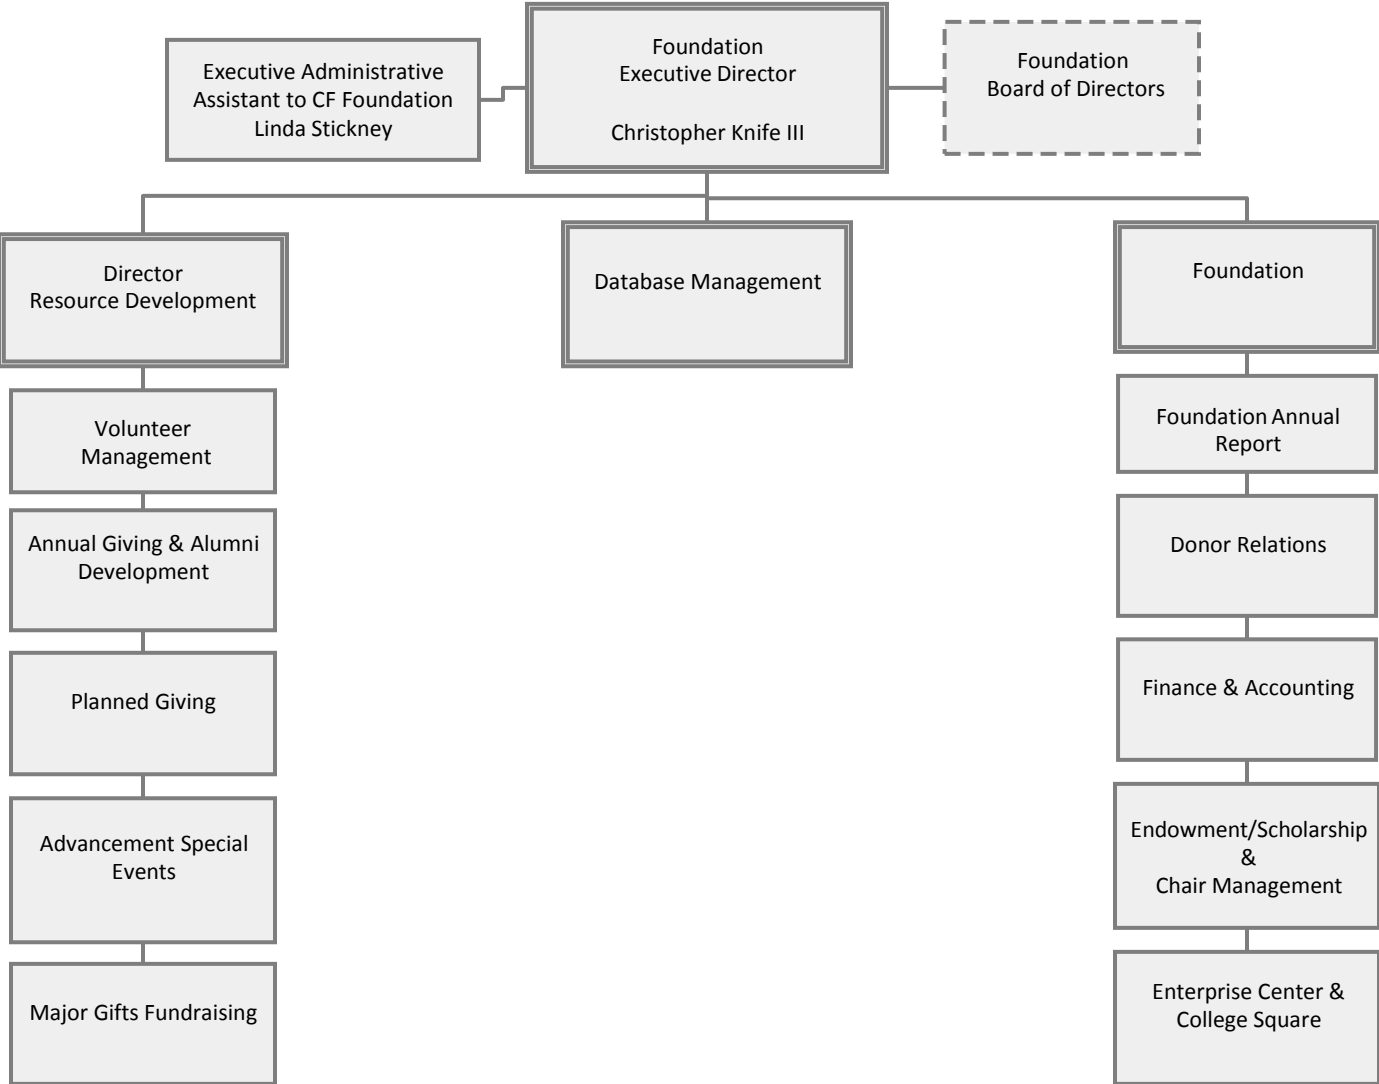 Executive Administrative
Assistant to CF Foundation
Linda Stickney
Foundation
Executive Director
Christopher Knife III
Foundation
Board of Directors
Director
Resource Development
Database Management
Foundation
Volunteer
Management
Annual Giving & Alumni
Development
Planned Giving
Advancement Special
Events
Major Gifts Fundraising
Foundation Annual
Report
Donor Relations
Finance & Accounting
Endowment/Scholarship
&
Chair Management
Enterprise Center &
College Square